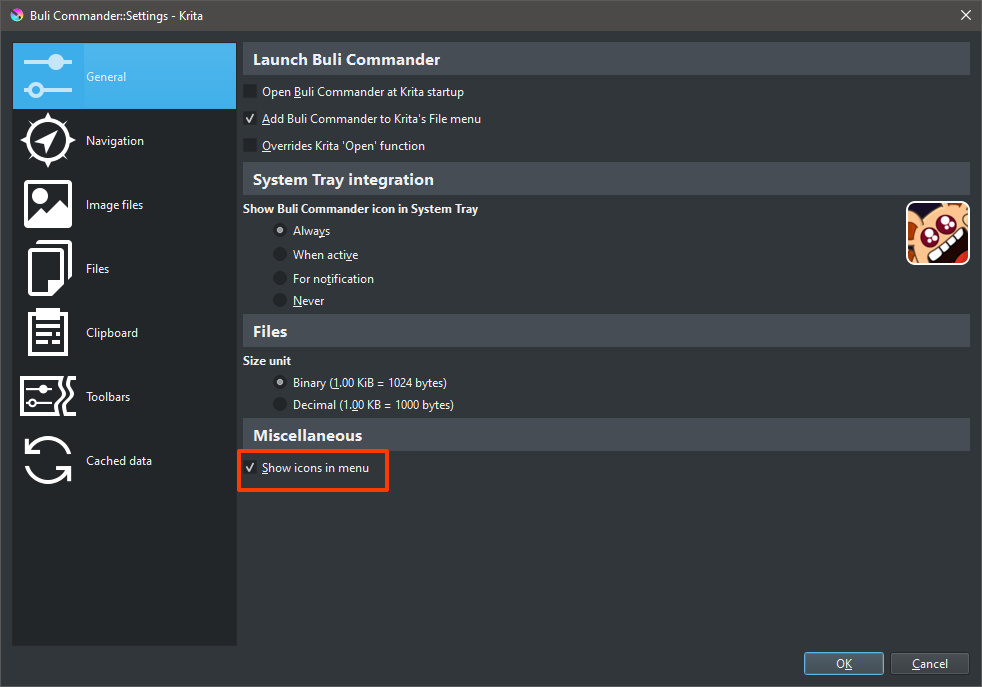 Buli Commander::Settings - Krita
General
Navigation
Image files
Files
Clipboard
Toolbars
Cached data
Launch Buli Commander
Open Buli Commander at Krita startup
Add Buli Commander to Krita's File menu
Overrides Krita 'Open' function
System Tray integration
Show Buli Commander icon in System Tray
Always
When active
For notification
Never
Files
Size unit
Binary (1.00 KiB = 1024 bytes)
Decimal (1.00 KB = 1000 bytes)
Miscellaneous
Show icons in menu
OK
Cancel